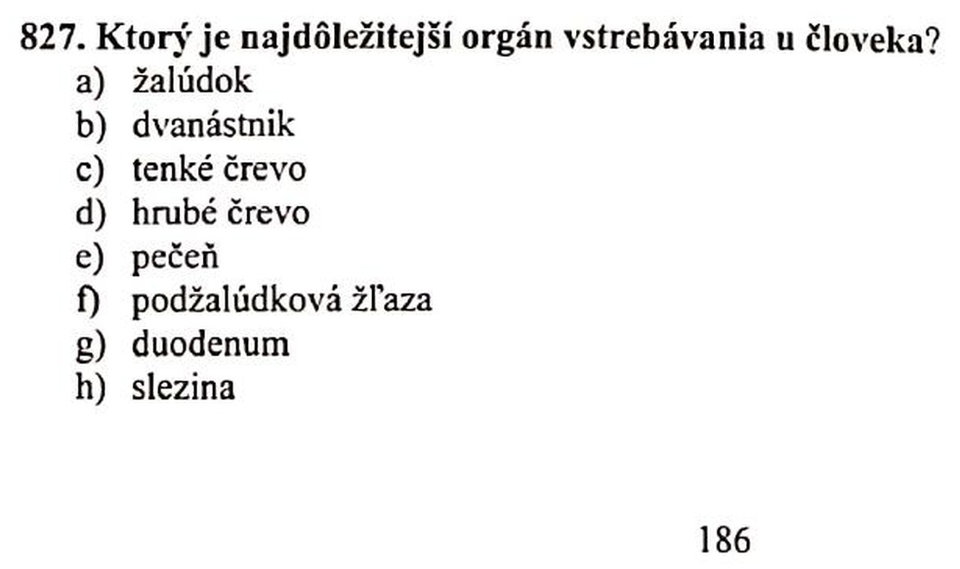 827. Ktorý je najdôležitejší orgán vstrebávania u človeka?
a) žalúdok
b) dvanástnik
c) tenké črevo
d) hrubé črevo
e) pečeň
f) podžalúdková žľaza
g) duodenum
h) slezina
186